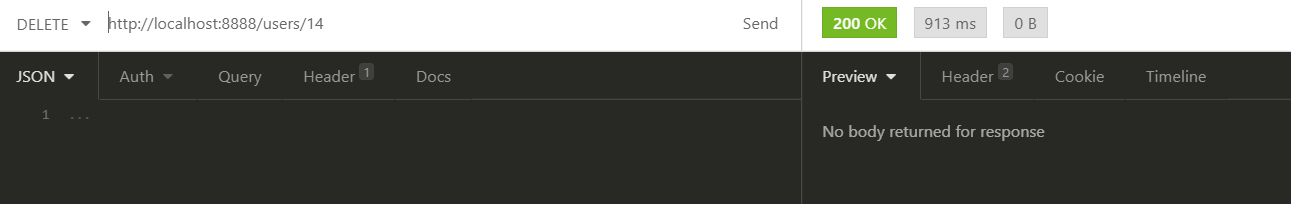 DELETE http://localhost:8888/users/14 Send 200 OK 913 ms 0 B
JSON Auth Query Header 1 Docs Preview Header 2 Cookie Timeline
1 ...
No body returned for response